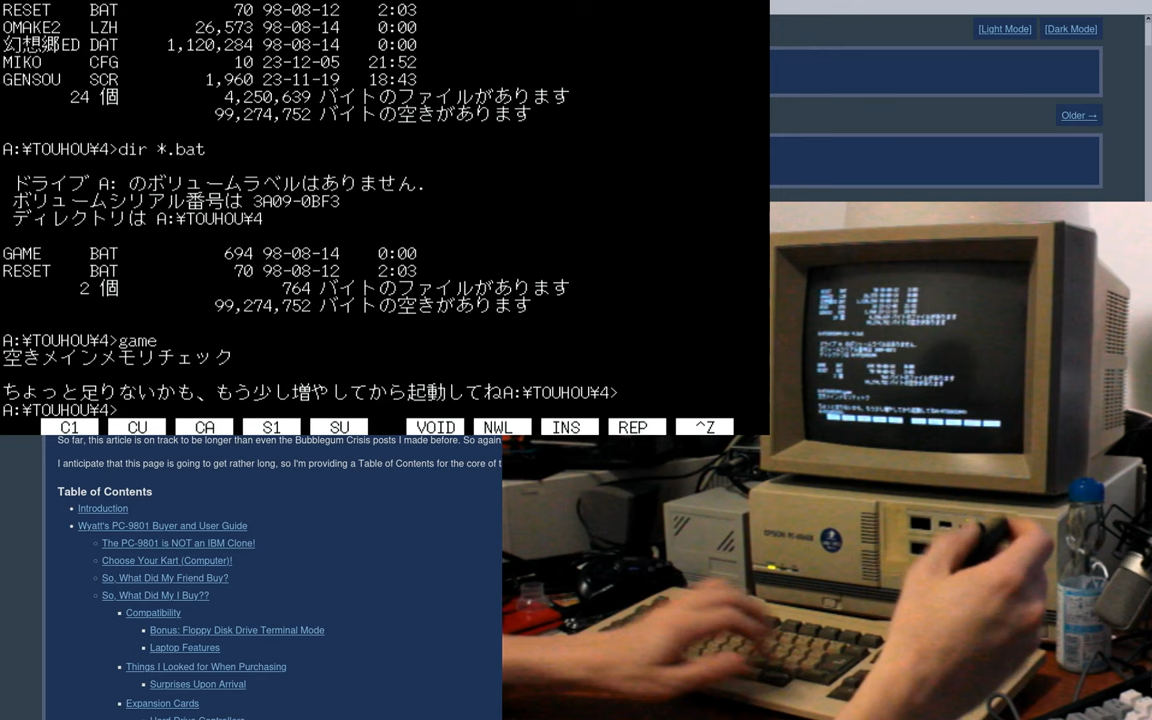 RESET    BAT            70 98-08-12   2:03
OMAKE2   LZH        26,573 98-08-14   0:00
幻想郷ED DAT     1,120,284 98-08-14   0:00
MIKO     CFG            10 23-12-05  21:52
GENSOU   SCR         1,960 23-11-19  18:43
24 個    4,250,639 バイトのファイルがあります
99,274,752 バイトの空きがあります
A:¥TOUHOU¥4>dir *.bat
ドライブ A: のボリュームラベルはありません.
ボリュームシリアル番号は 3A09-0BF3
ディレクトリは A:¥TOUHOU¥4
GAME     BAT           694 98-08-14   0:00
RESET    BAT            70 98-08-12   2:03
2 個    764 バイトのファイルがあります
99,274,752 バイトの空きがあります
A:¥TOUHOU¥4>game
空きメインメモリチェック
ちょっと足りないかも、もう少し増やしてから起動してねA:¥TOUHOU¥4>
A:¥TOUHOU¥4>
C1 CU CA S1 SU VOID NWL INS REP ^Z
[Light Mode] [Dark Mode]
Older →
So far, this article is on track to be longer than even the Bubblegum Crisis posts I made before. So again
I anticipate that this page is going to get rather long, so I'm providing a Table of Contents for the core of t
Table of Contents
Introduction
Wyatt's PC-9801 Buyer and User Guide
The PC-9801 is NOT an IBM Clone!
Choose Your Kart (Computer)!
So, What Did My Friend Buy?
So, What Did My I Buy??
Compatibility
Bonus: Floppy Disk Drive Terminal Mode
Laptop Features
Things I Looked for When Purchasing
Surprises Upon Arrival
Expansion Cards
Hard Drive Controllers
EPSON